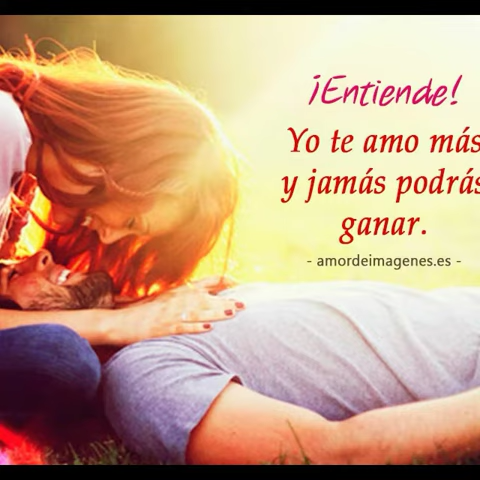 ¡Entiende!
Yo te amo más
y jamás podrás
ganar.
- amordeimagenes.es -